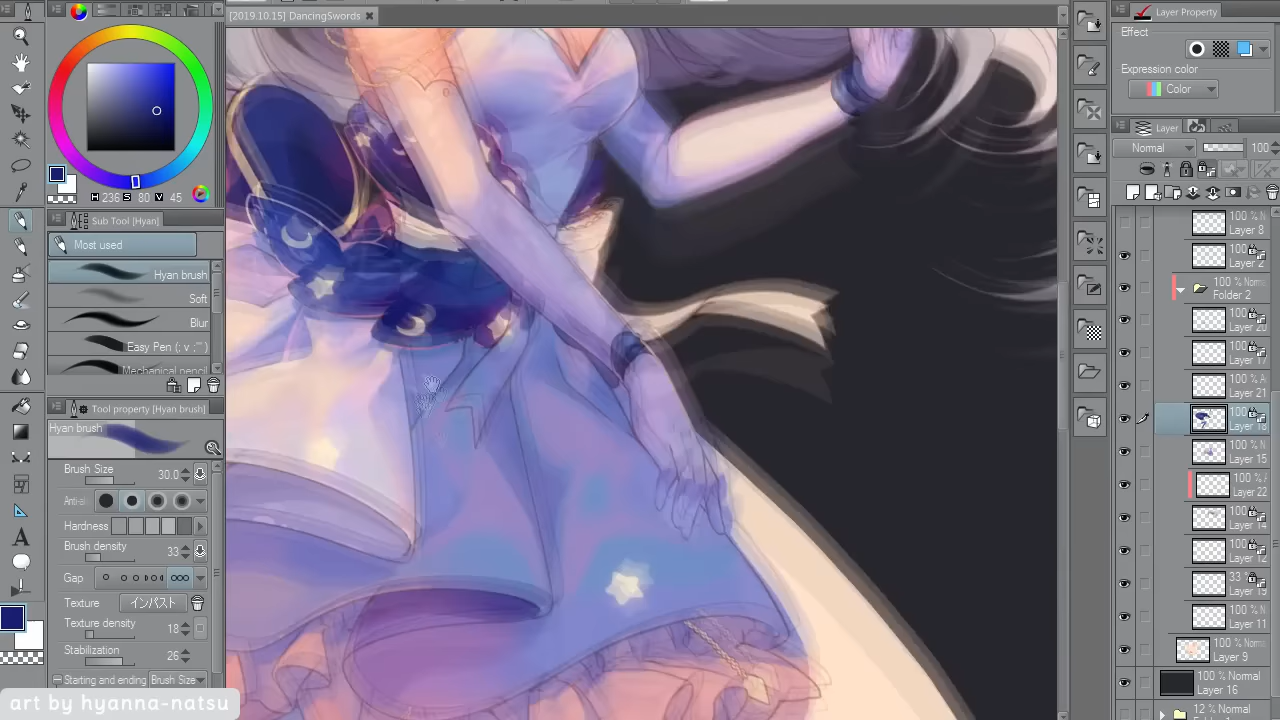 [2019.10.15] DancingSwords
Layer Property
Effect
Expression color
Color
Layer
Normal
100
H 236 S 80 V 45
Sub Tool [Hyan]
Most used
Hyan brush
Soft
Blur
Easy Pen (; v ;"")
Mechanical pencil
Tool property [Hyan brush]
Hyan brush
Brush Size 30.0
Hardness
Brush density 33
Gap
Texture インパスト
Texture density 18
Stabilization 26
Starting and ending Brush Size
Layer 8
Layer 2
Folder 2
Layer 20
Layer 17
Layer 21
Layer 18
Layer 15
Layer 22
Layer 14
Layer 12
Layer 19
Layer 11
Layer 9
100 % Normal
Layer 16
12 % Normal
art by hyanna-natsu